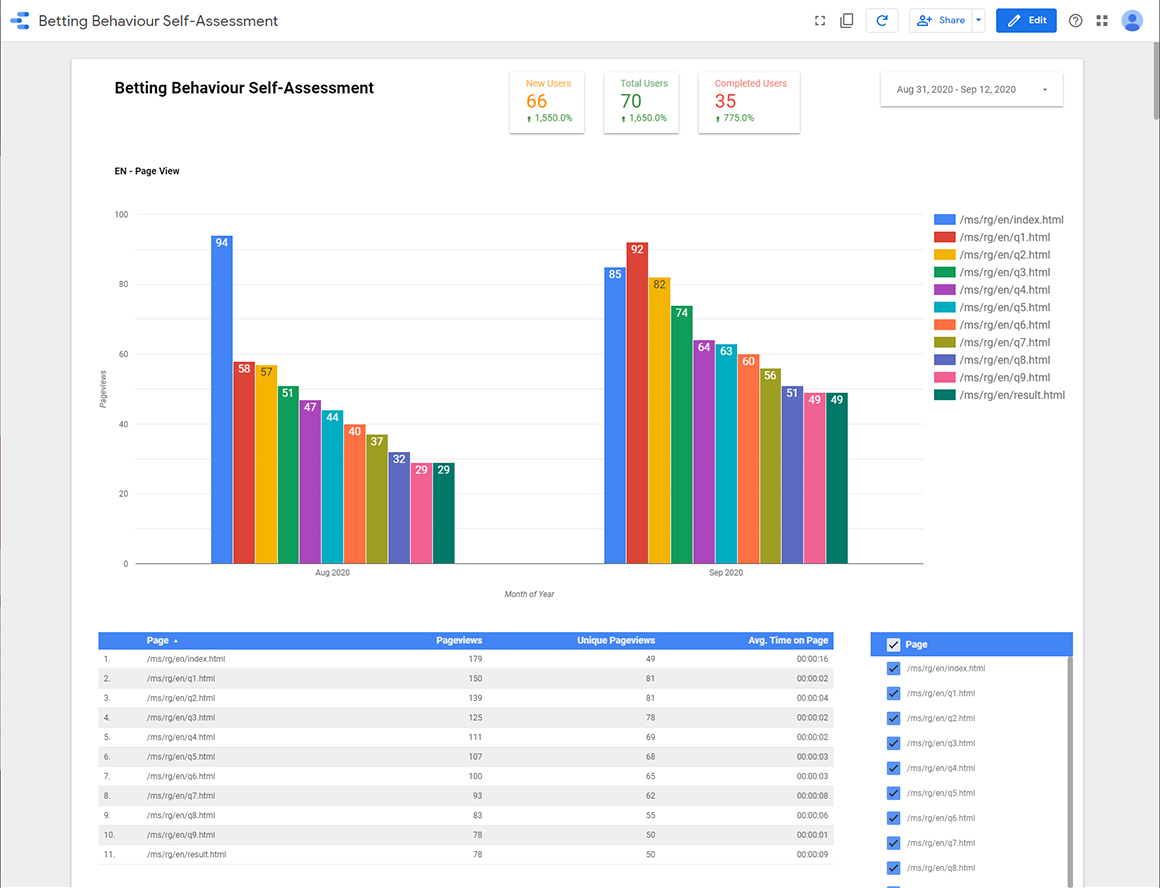 Betting Behaviour Self-Assessment
Share
Edit
Betting Behaviour Self-Assessment
New Users
66
1,550.0%
Total Users
70
1,650.0%
Completed Users
35
775.0%
Aug 31, 2020 - Sep 12, 2020
EN - Page View
100
80
60
40
20
0
Pageviews
94
58
57
51
47
44
40
37
32
29
29
85
92
82
74
64
63
60
56
51
49
49
Aug 2020
Sep 2020
Month of Year
/ms/rg/en/index.html
/ms/rg/en/q1.html
/ms/rg/en/q2.html
/ms/rg/en/q3.html
/ms/rg/en/q4.html
/ms/rg/en/q5.html
/ms/rg/en/q6.html
/ms/rg/en/q7.html
/ms/rg/en/q8.html
/ms/rg/en/q9.html
/ms/rg/en/result.html
Page Pageviews Unique Pageviews Avg. Time on Page
1. /ms/rg/en/index.html 179 49 00:00:16
2. /ms/rg/en/q1.html 150 81 00:00:02
3. /ms/rg/en/q2.html 139 81 00:00:04
4. /ms/rg/en/q3.html 125 78 00:00:02
5. /ms/rg/en/q4.html 111 69 00:00:02
6. /ms/rg/en/q5.html 107 68 00:00:03
7. /ms/rg/en/q6.html 100 65 00:00:03
8. /ms/rg/en/q7.html 93 62 00:00:08
9. /ms/rg/en/q8.html 83 55 00:00:06
10. /ms/rg/en/q9.html 78 50 00:00:01
11. /ms/rg/en/result.html 78 50 00:00:09
Page
/ms/rg/en/index.html
/ms/rg/en/q1.html
/ms/rg/en/q2.html
/ms/rg/en/q3.html
/ms/rg/en/q4.html
/ms/rg/en/q5.html
/ms/rg/en/q6.html
/ms/rg/en/q7.html
/ms/rg/en/q8.html